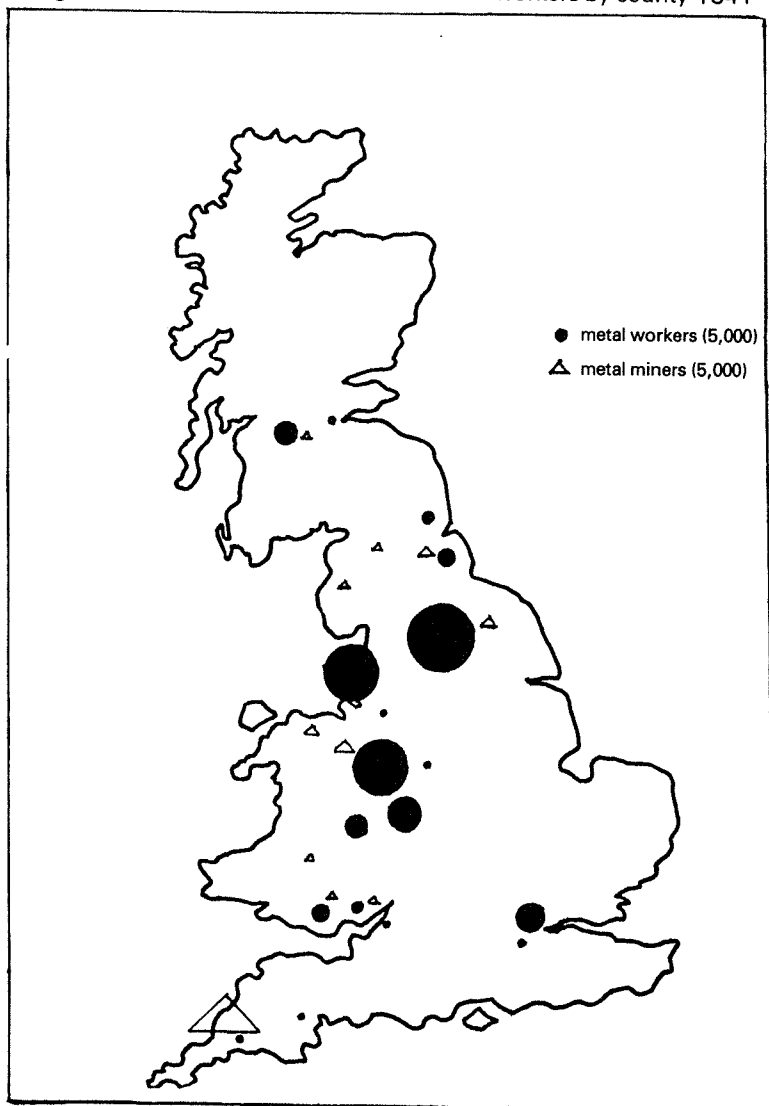 workers by county 1841
metal workers (5,000)
metal miners (5,000)